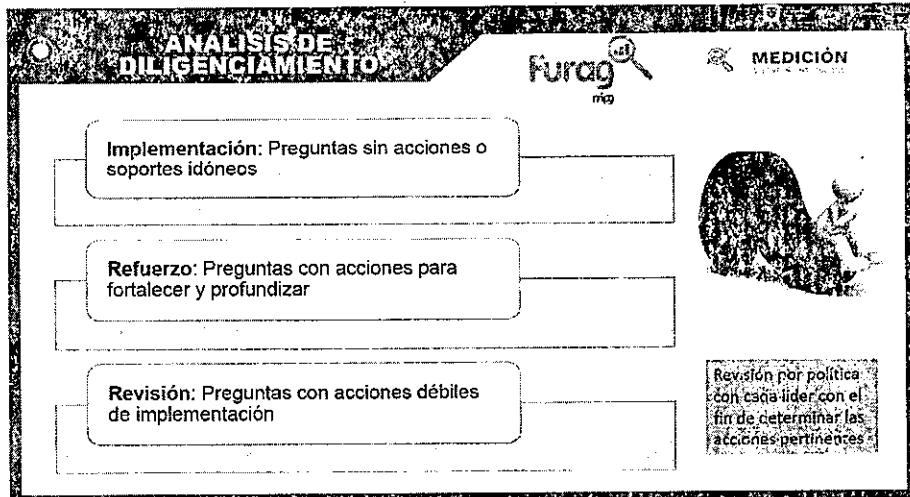 ANALISIS DE
DILIGENCIAMIENTO
Furag
mipg
MEDICIÓN
Implementación: Preguntas sin acciones o
soportes idóneos
Refuerzo: Preguntas con acciones para
fortalecer y profundizar
Revisión: Preguntas con acciones débiles
de implementación
Revisión por política
con cada lider con el
fin de determinar las
acciones pertinentes